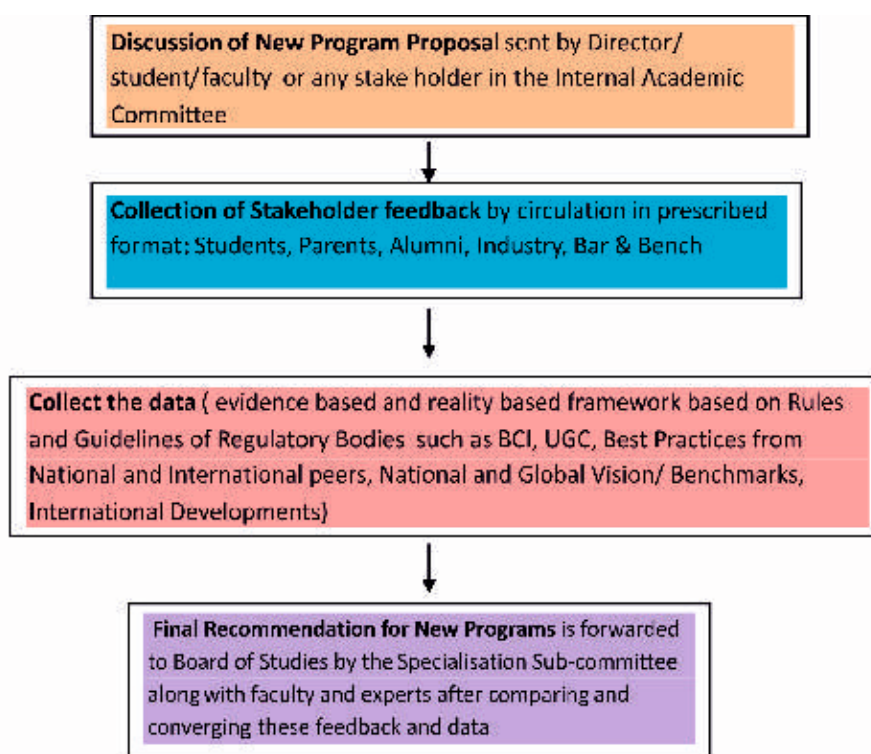 Discussion of New Program Proposal sent by Director/
student/faculty or any stake holder in the Internal Academic
Committee
Collection of Stakeholder feedback by circulation in prescribed
format: Students, Parents, Alumni, Industry, Bar & Bench
Collect the data ( evidence based and reality based framework based on Rules
and Guidelines of Regulatory Bodies such as BCI, UGC, Best Practices from
National and International peers, National and Global Vision/ Benchmarks,
International Developments)
Final Recommendation for New Programs is forwarded
to Board of Studies by the Specialisation Sub-committee
along with faculty and experts after comparing and
converging these feedback and data